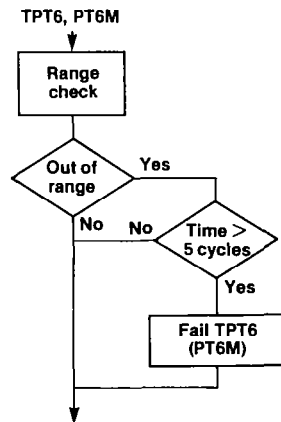 TPT6, PT6M
Range
check
Out of
range
Yes
No
No
Time >
5 cycles
Yes
Fail TPT6
(PT6M)